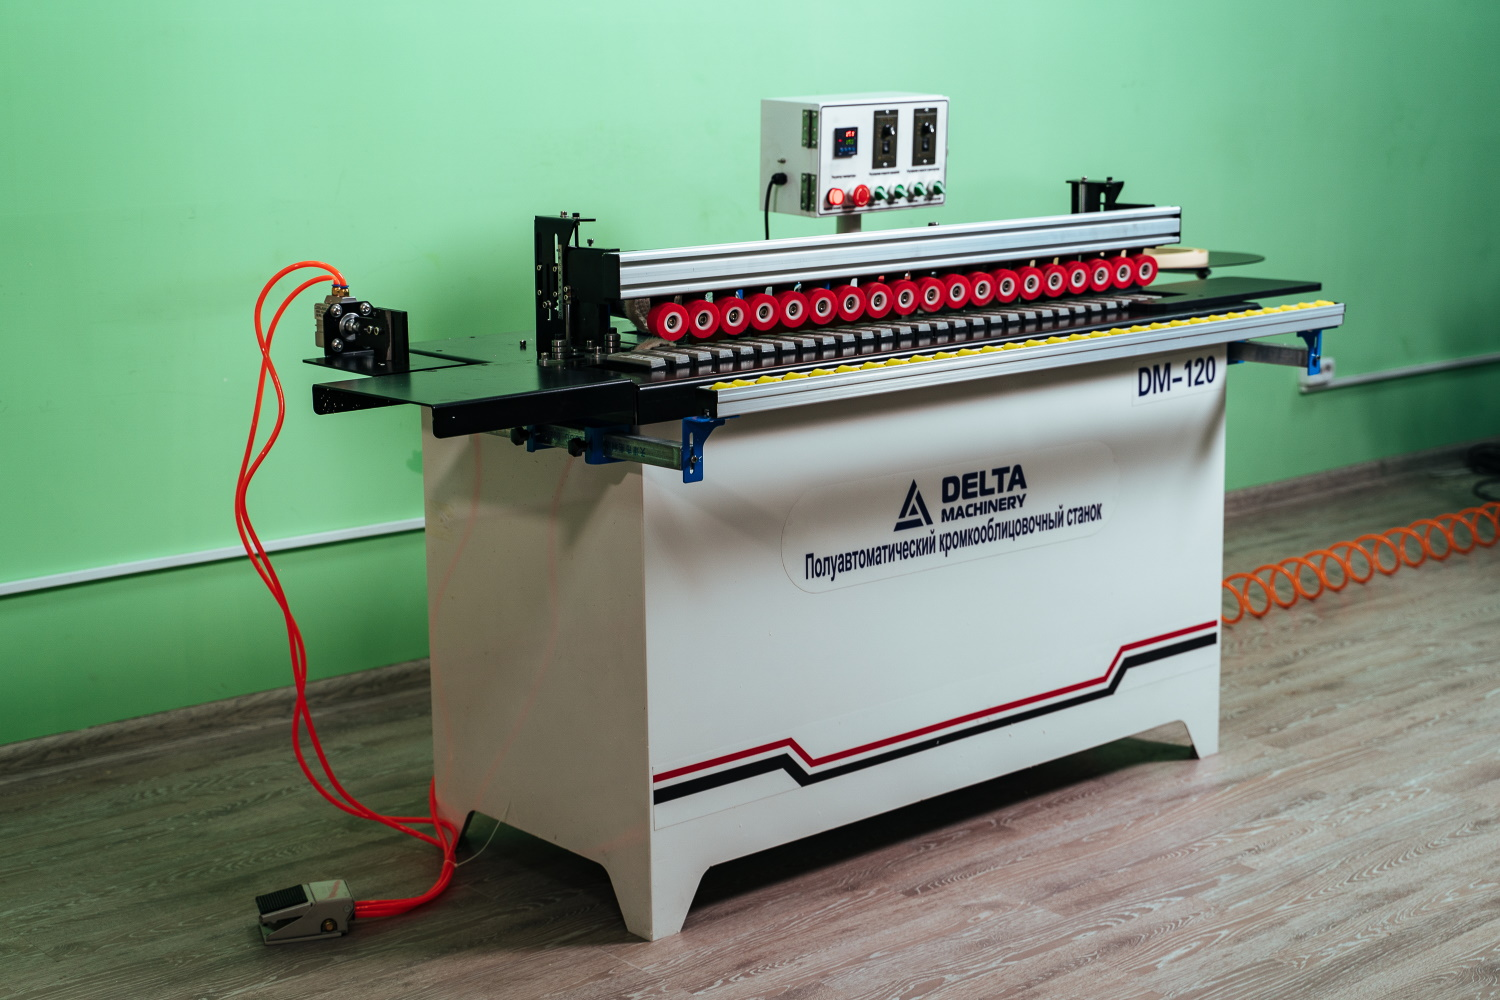 DM-120
DELTA
MACHINERY
Полуавтоматический кромкооблицовочный станок